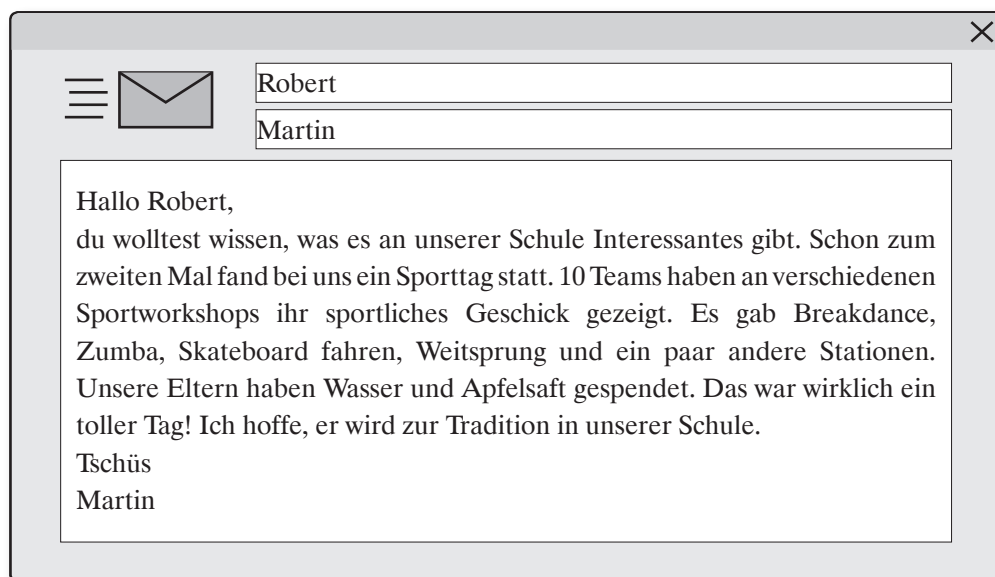 Robert
Martin
Hallo Robert,
du wolltest wissen, was es an unserer Schule Interessantes gibt. Schon zum
zweiten Mal fand bei uns ein Sporttag statt. 10 Teams haben an verschiedenen
Sportworkshops ihr sportliches Geschick gezeigt. Es gab Breakdance,
Zumba, Skateboard fahren, Weitsprung und ein paar andere Stationen.
Unsere Eltern haben Wasser und Apfelsaft gespendet. Das war wirklich ein
toller Tag! Ich hoffe, er wird zur Tradition in unserer Schule.
Tschüs
Martin